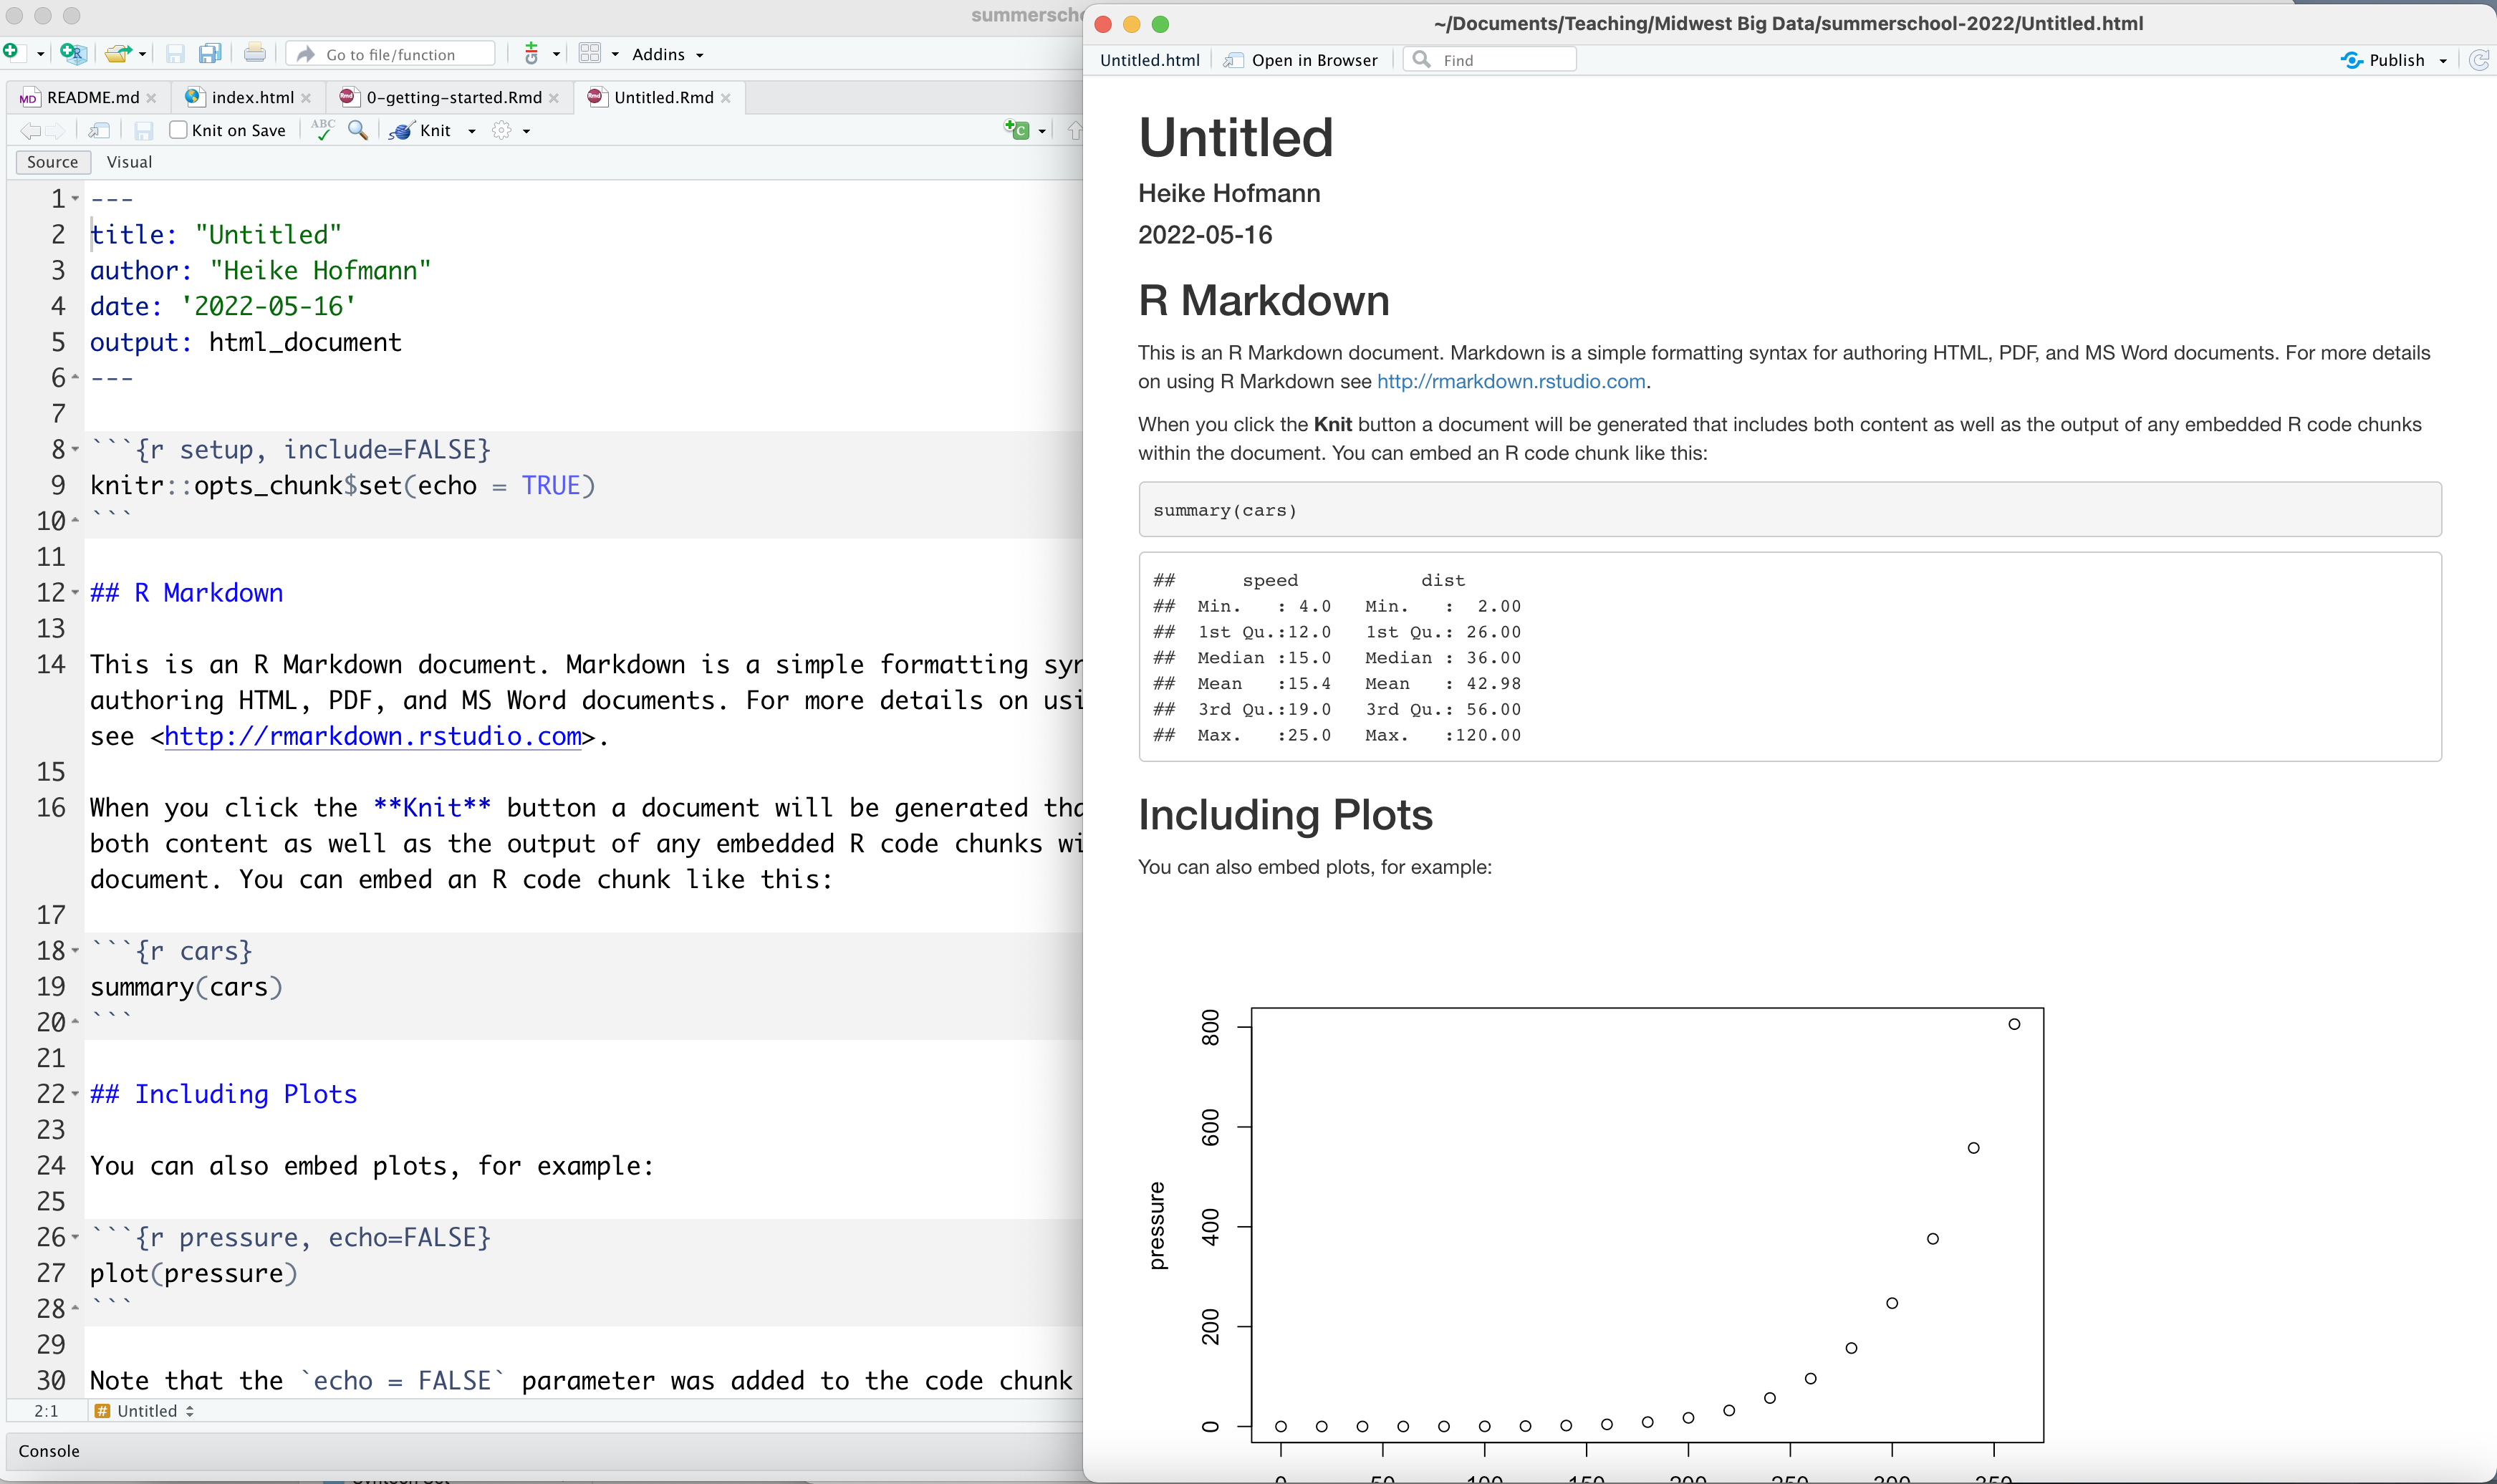 summersch
Go to file/function
Addins
README.md
index.html
0-getting-started.Rmd
Untitled.Rmd
Knit on Save
ABC
Knit
Source
Visual
1 ---
2 title: "Untitled"
3 author: "Heike Hofmann"
4 date: '2022-05-16'
5 output: html_document
6 ---
7
8 ```{r setup, include=FALSE}
9 knitr::opts_chunk$set(echo = TRUE)
10 ```
11
12 ## R Markdown
13
14 This is an R Markdown document. Markdown is a simple formatting syn
authoring HTML, PDF, and MS Word documents. For more details on usi
see <http://rmarkdown.rstudio.com>.
15
16 When you click the **Knit** button a document will be generated tha
both content as well as the output of any embedded R code chunks wi
document. You can embed an R code chunk like this:
17
18 ```{r cars}
19 summary(cars)
20 ```
21
22 ## Including Plots
23
24 You can also embed plots, for example:
25
26 ```{r pressure, echo=FALSE}
27 plot(pressure)
28 ```
29
30 Note that the `echo = FALSE` parameter was added to the code chunk
2:1
# Untitled
Console
~/Documents/Teaching/Midwest Big Data/summerschool-2022/Untitled.html
Untitled.html
Open in Browser
Find
Publish
Untitled
Heike Hofmann
2022-05-16
R Markdown
This is an R Markdown document. Markdown is a simple formatting syntax for authoring HTML, PDF, and MS Word documents. For more details
on using R Markdown see http://rmarkdown.rstudio.com.
When you click the Knit button a document will be generated that includes both content as well as the output of any embedded R code chunks
within the document. You can embed an R code chunk like this:
summary(cars)
## speed dist
## Min. : 4.0 Min. : 2.00
## 1st Qu.:12.0 1st Qu.: 26.00
## Median :15.0 Median : 36.00
## Mean :15.4 Mean : 42.98
## 3rd Qu.:19.0 3rd Qu.: 56.00
## Max. :25.0 Max. :120.00
Including Plots
You can also embed plots, for example:
800
600
400
200
0
pressure
0 50 100 150 200 250 300 350